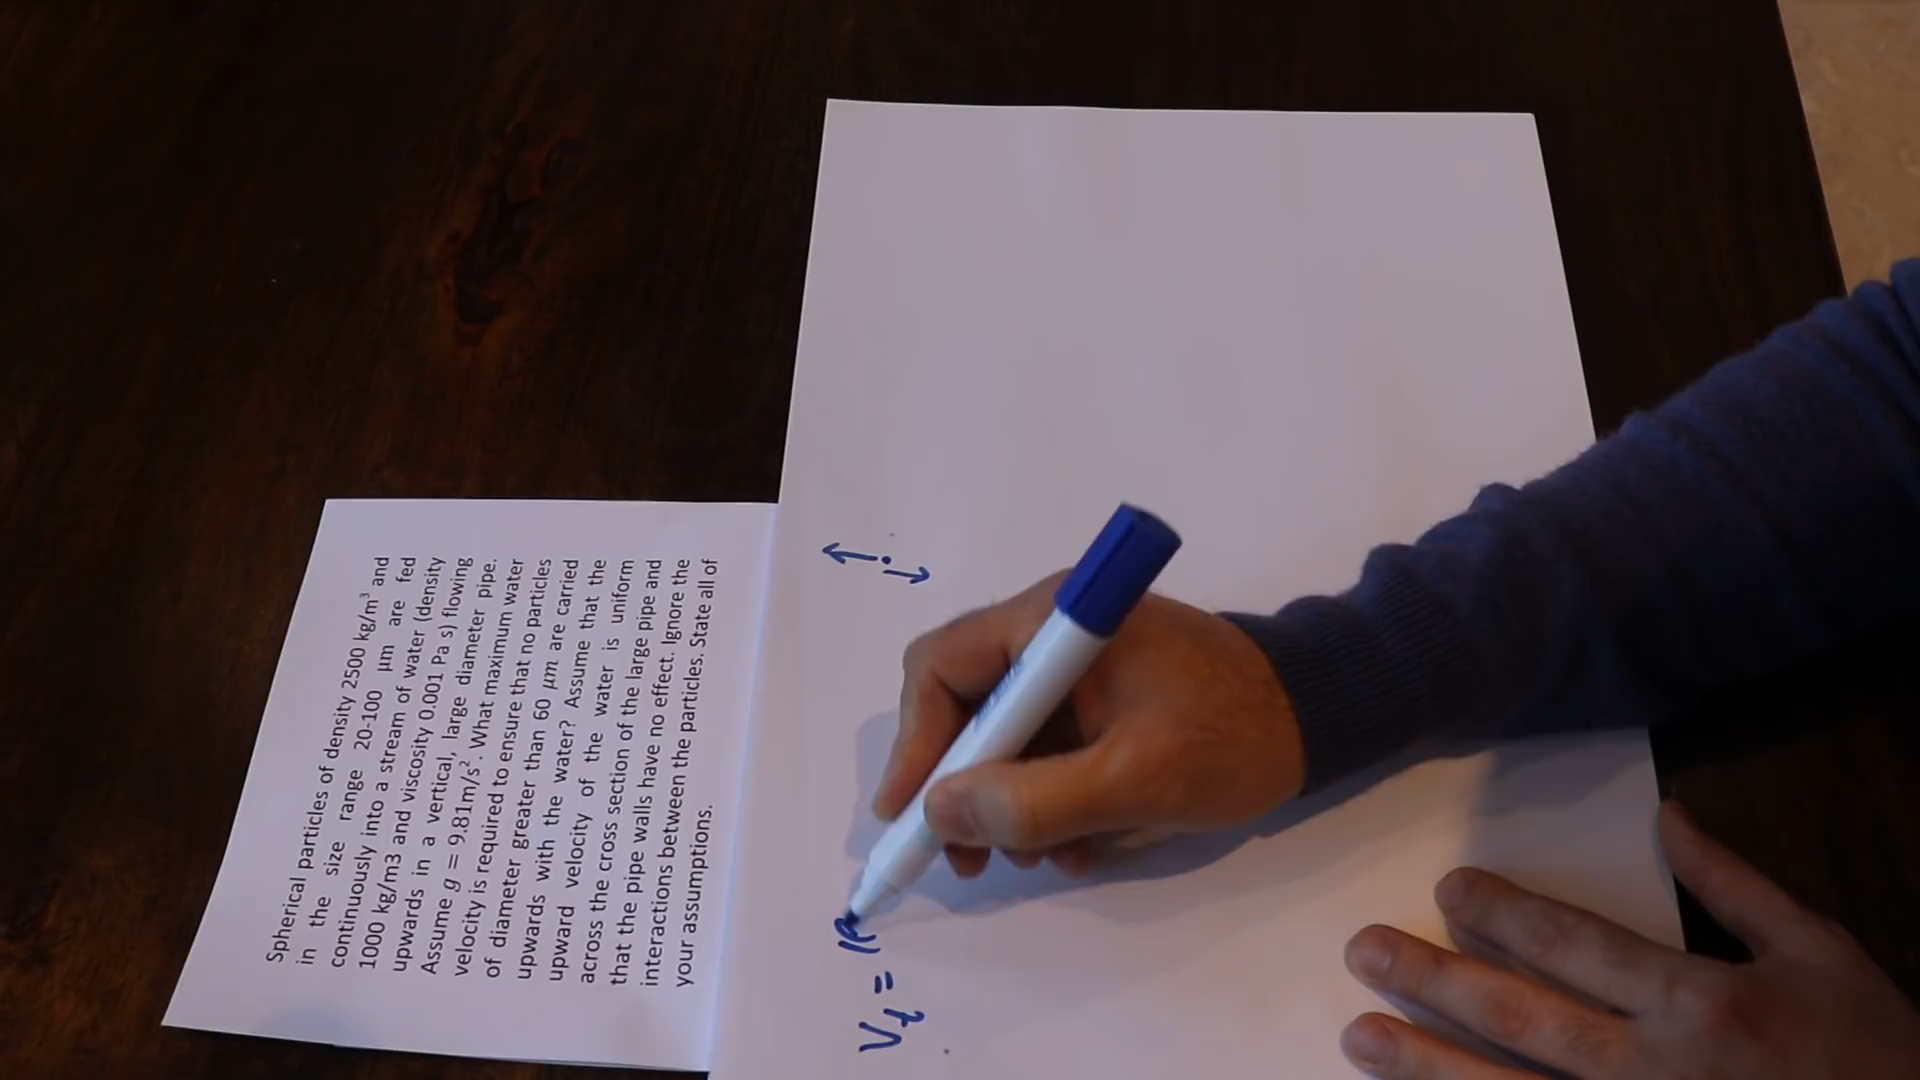 Spherical particles of density 2500 kg/m³ and
in the size range 20-100 μm are fed
continuously into a stream of water (density
1000 kg/m3 and viscosity 0.001 Pa s) flowing
upwards in a vertical, large diameter pipe.
Assume g = 9.81m/s². What maximum water
velocity is required to ensure that no particles
of diameter greater than 60 μm are carried
upwards with the water? Assume that the
upward velocity of the water is uniform
across the cross section of the large pipe and
that the pipe walls have no effect. Ignore the
interactions between the particles. State all of
your assumptions.
Vt =